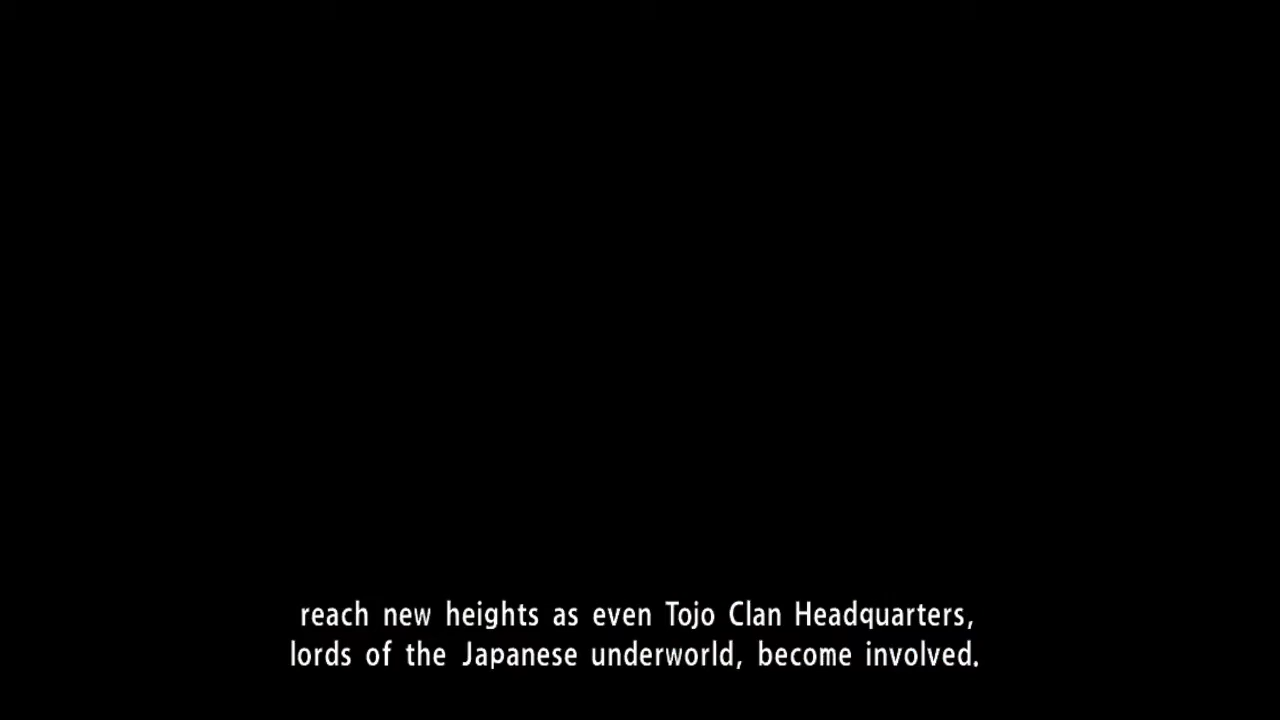 reach new heights as even Tojo Clan Headquarters,
lords of the Japanese underworld, become involved.